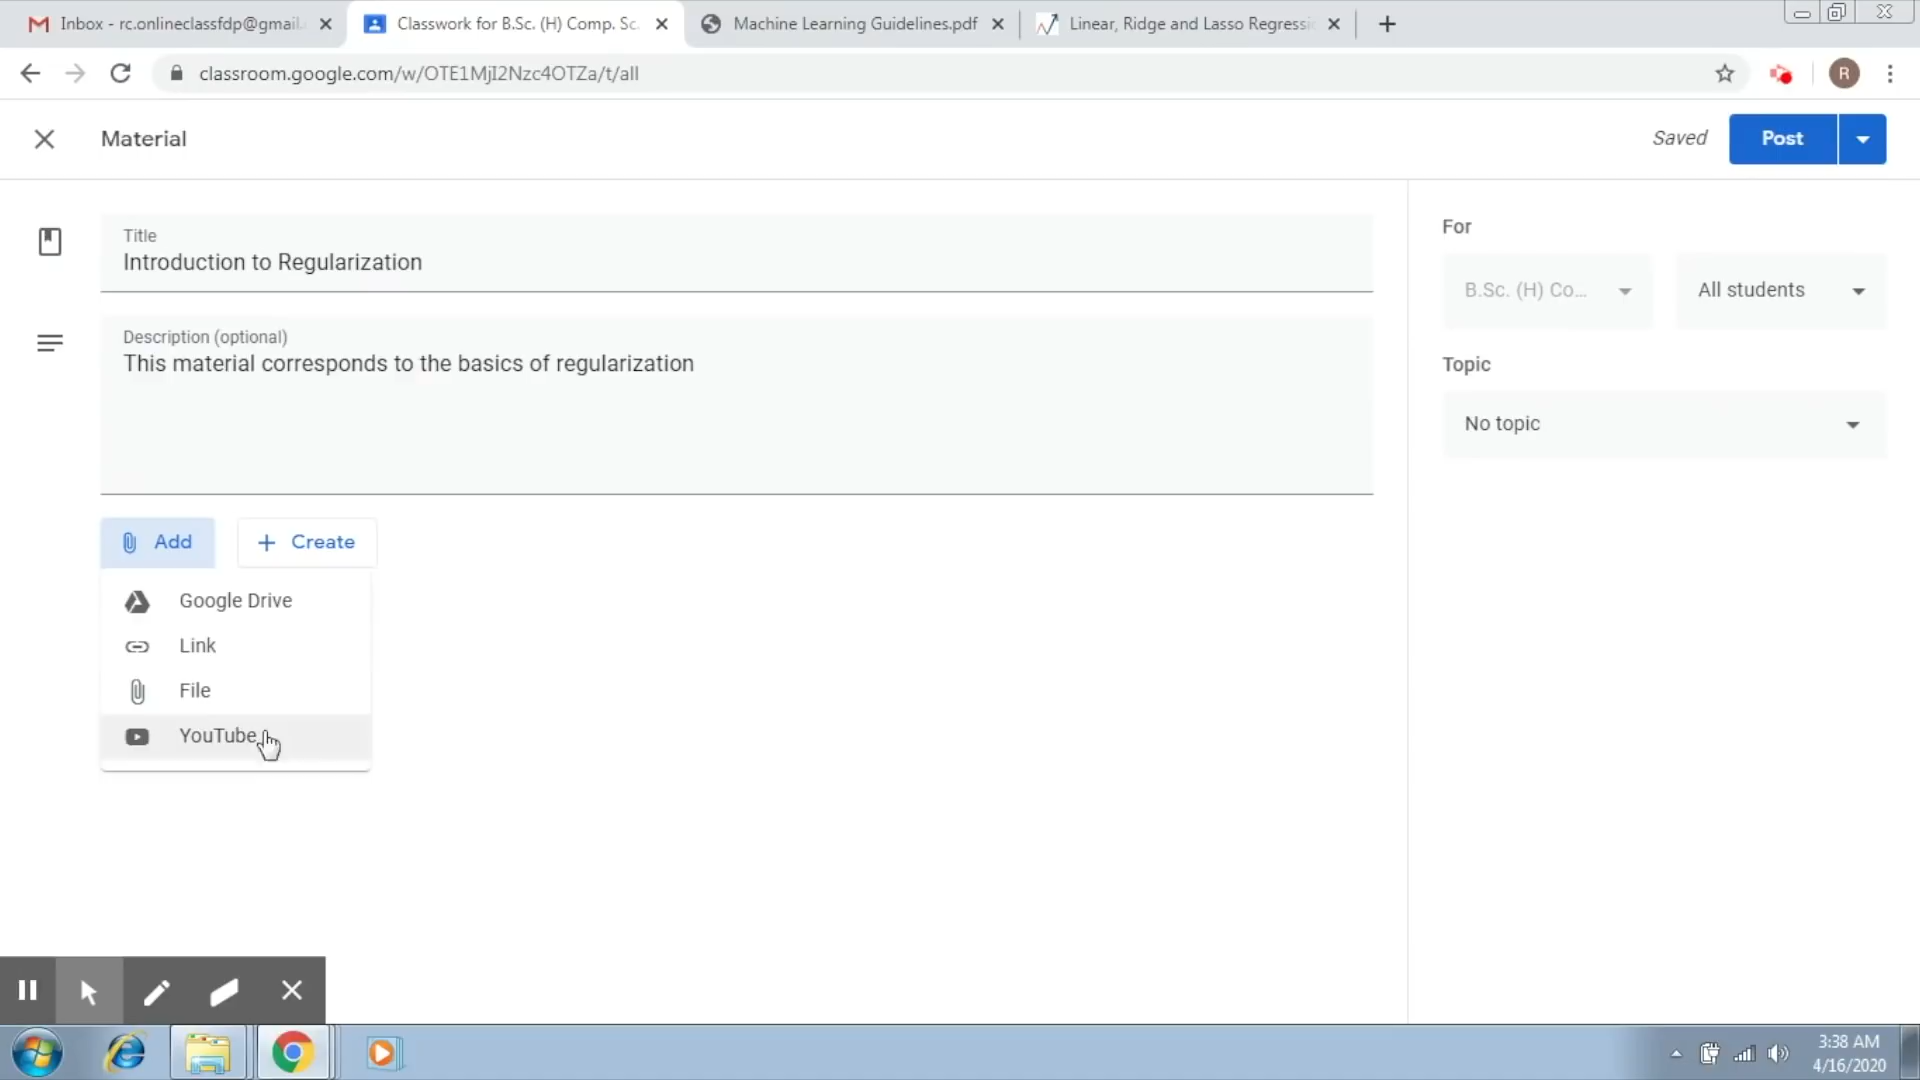 Inbox - rc.onlineclassfdp@gmail.
Classwork for B.Sc. (H) Comp. Sc.
Machine Learning Guidelines.pdf
Linear, Ridge and Lasso Regressi
classroom.google.com/w/OTE1MjI2Nzc4OTZa/t/all
R
Material
Saved
Post
Title
Introduction to Regularization
Description (optional)
This material corresponds to the basics of regularization
Add
Create
Google Drive
Link
File
YouTube
For
B.Sc. (H) Co...
All students
Topic
No topic
3:38 AM
4/16/2020